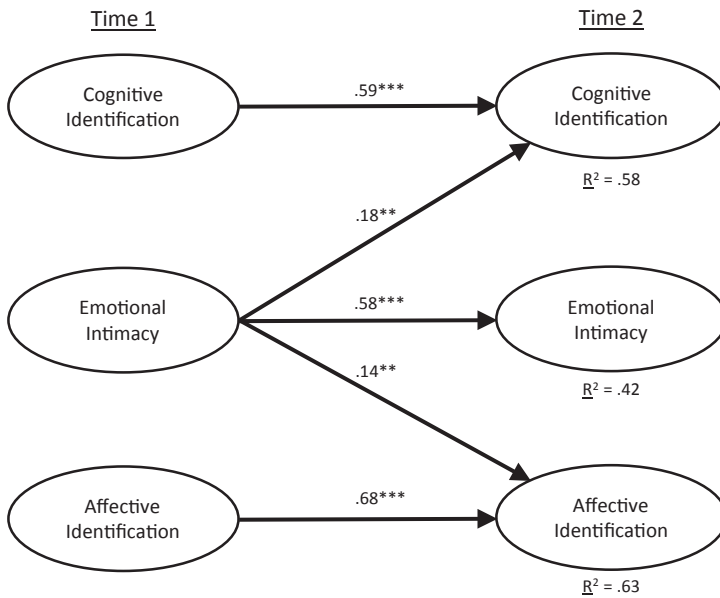 Time 1
Time 2
Cognitive
Identification
.59***
Cognitive
Identification
R² = .58
.18**
Emotional
Intimacy
.58***
Emotional
Intimacy
R² = .42
.14**
Affective
Identification
.68***
Affective
Identification
R² = .63